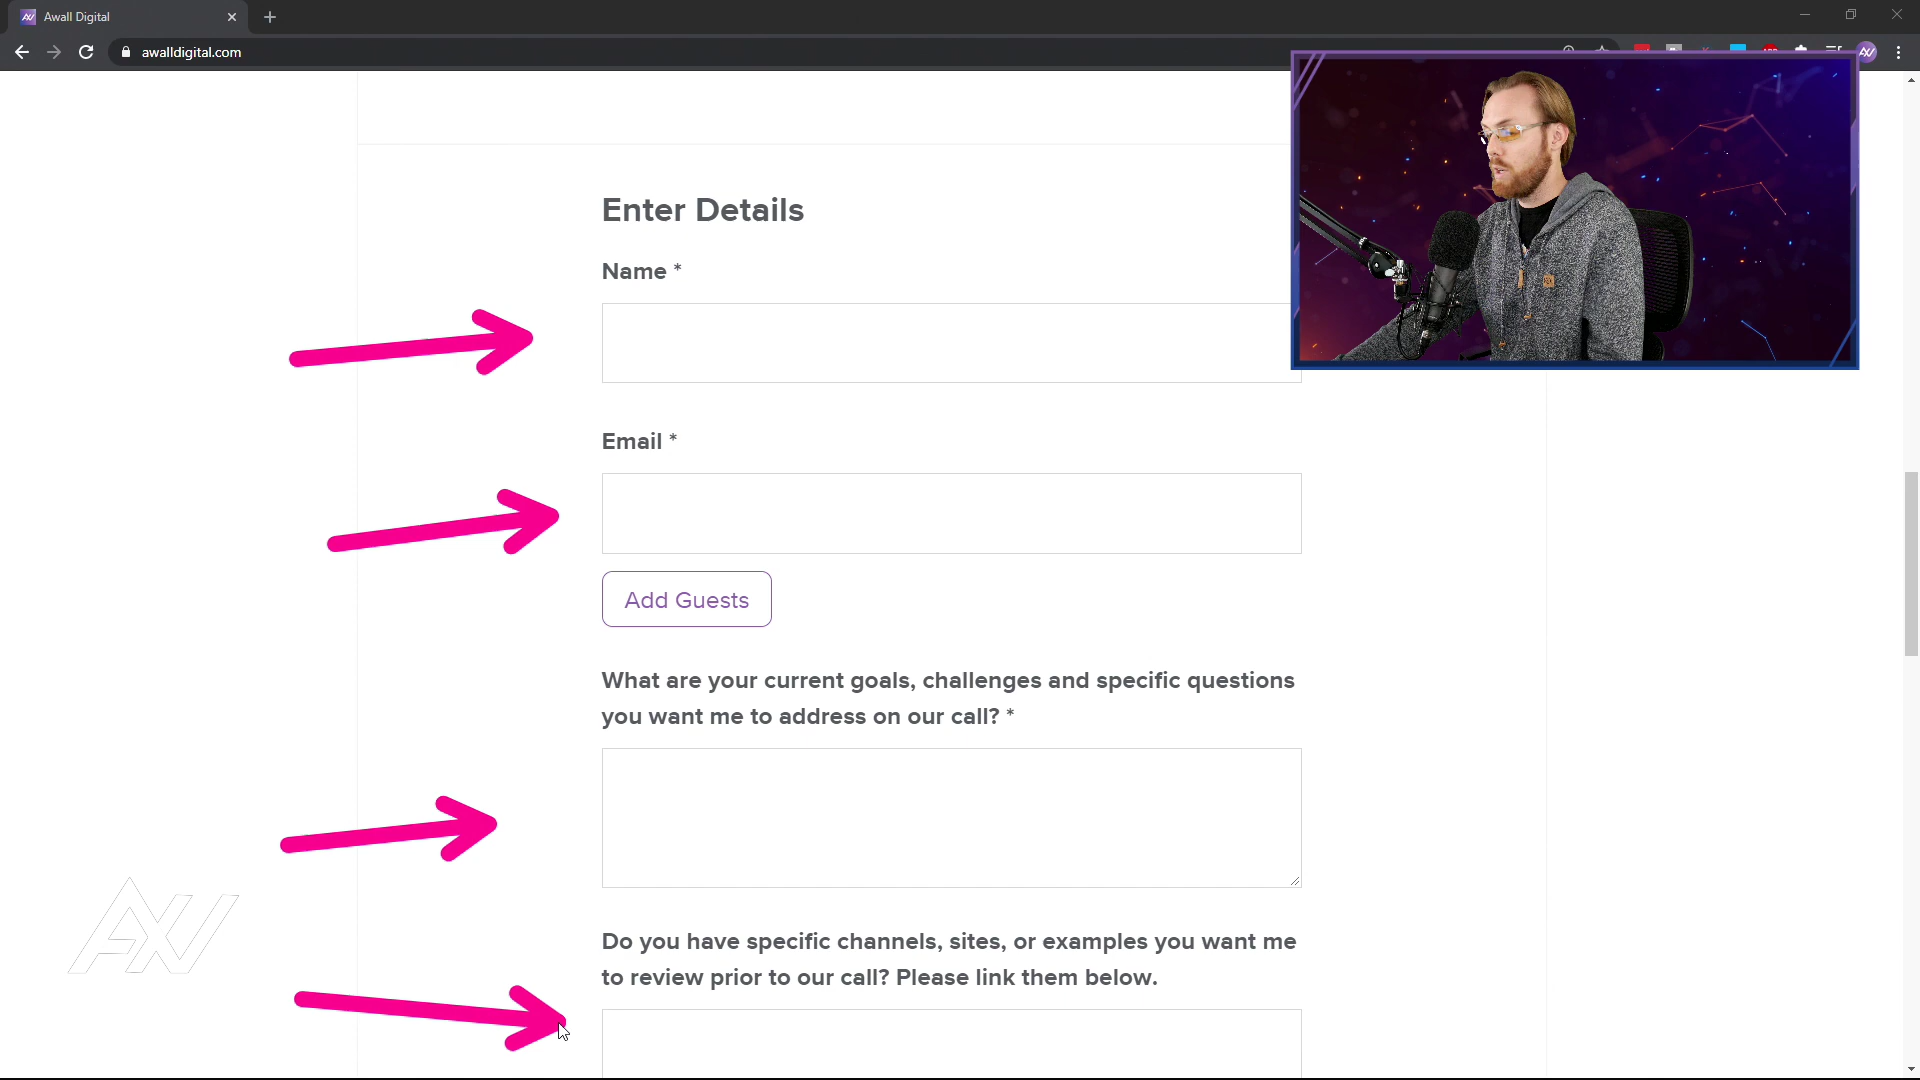 Awall Digital
awalldigital.com
Enter Details
Name *
Email *
Add Guests
What are your current goals, challenges and specific questions
you want me to address on our call? *
Do you have specific channels, sites, or examples you want me
to review prior to our call? Please link them below.